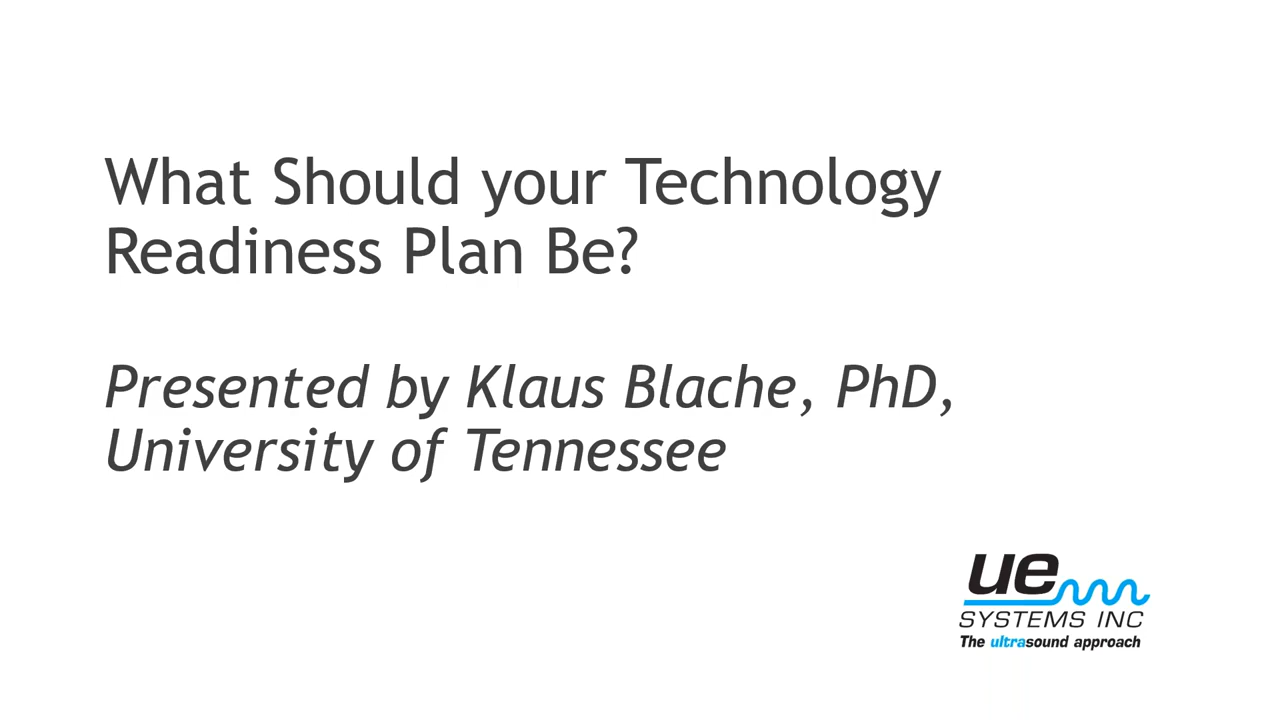 What Should your Technology
Readiness Plan Be?
Presented by Klaus Blache, PhD,
University of Tennessee
ue
SYSTEMS INC
The ultrasound approach